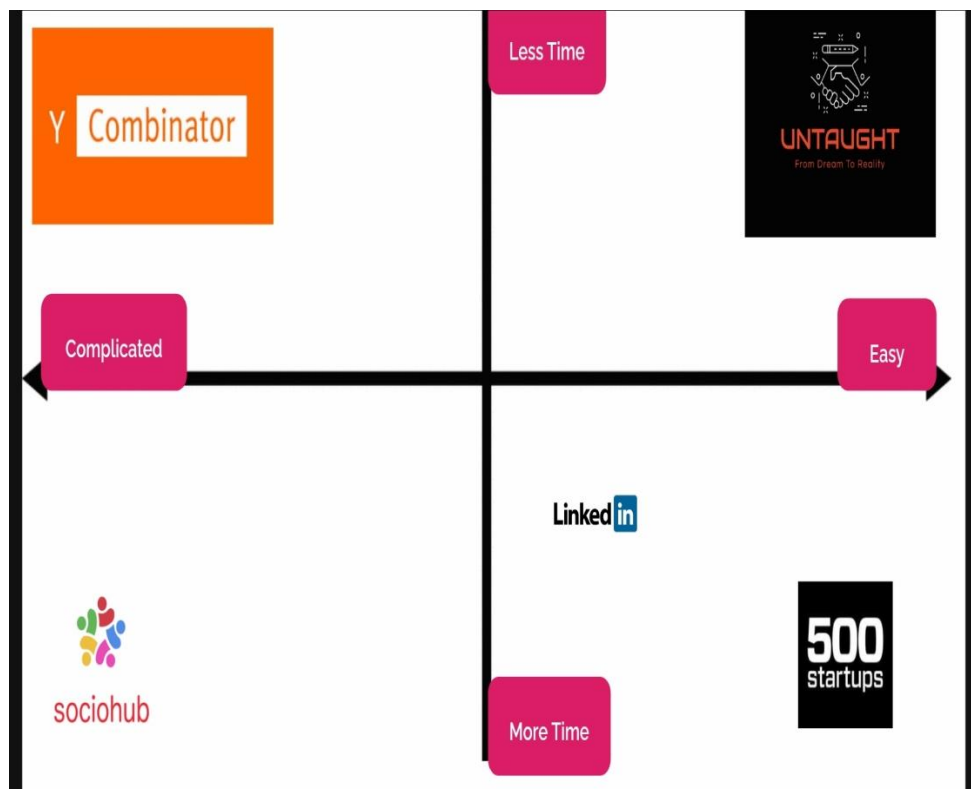 Less Time
Y Combinator
UNTAUGHT
From Dream To Reality
Complicated
Easy
Linked in
500
startups
sociohub
More Time